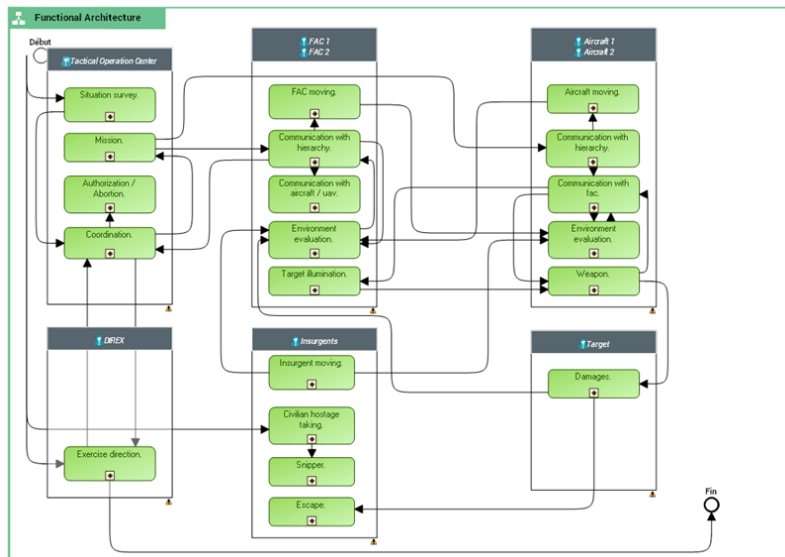 Functional Architecture
Début
Tactical Operation Center
Situation survey.
Mission.
Authorization /
Abortion.
Coordination.
FAC 1
FAC 2
FAC moving.
Communication with
hierarchy.
Communication with
aircraft / uav.
Environment
evaluation.
Target illumination.
Aircraft 1
Aircraft 2
Aircraft moving.
Communication with
hierarchy.
Communication with
fac.
Environment
evaluation.
Weapon.
DIREX
Exercise direction.
Insurgents
Insurgent moving.
Civilian hostage
taking.
Snipper.
Escape.
Target
Damages.
Fin